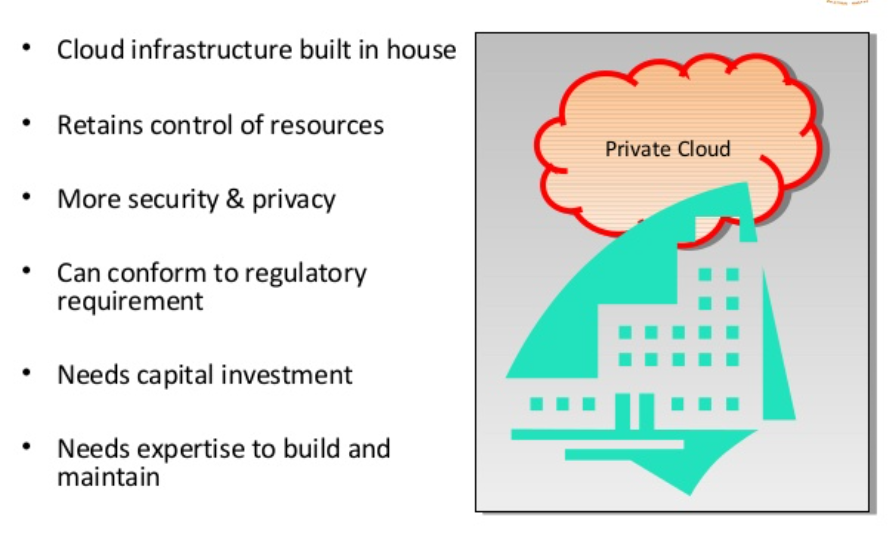 • Cloud infrastructure built in house
• Retains control of resources
• More security & privacy
• Can conform to regulatory
requirement
• Needs capital investment
• Needs expertise to build and
maintain
Private Cloud